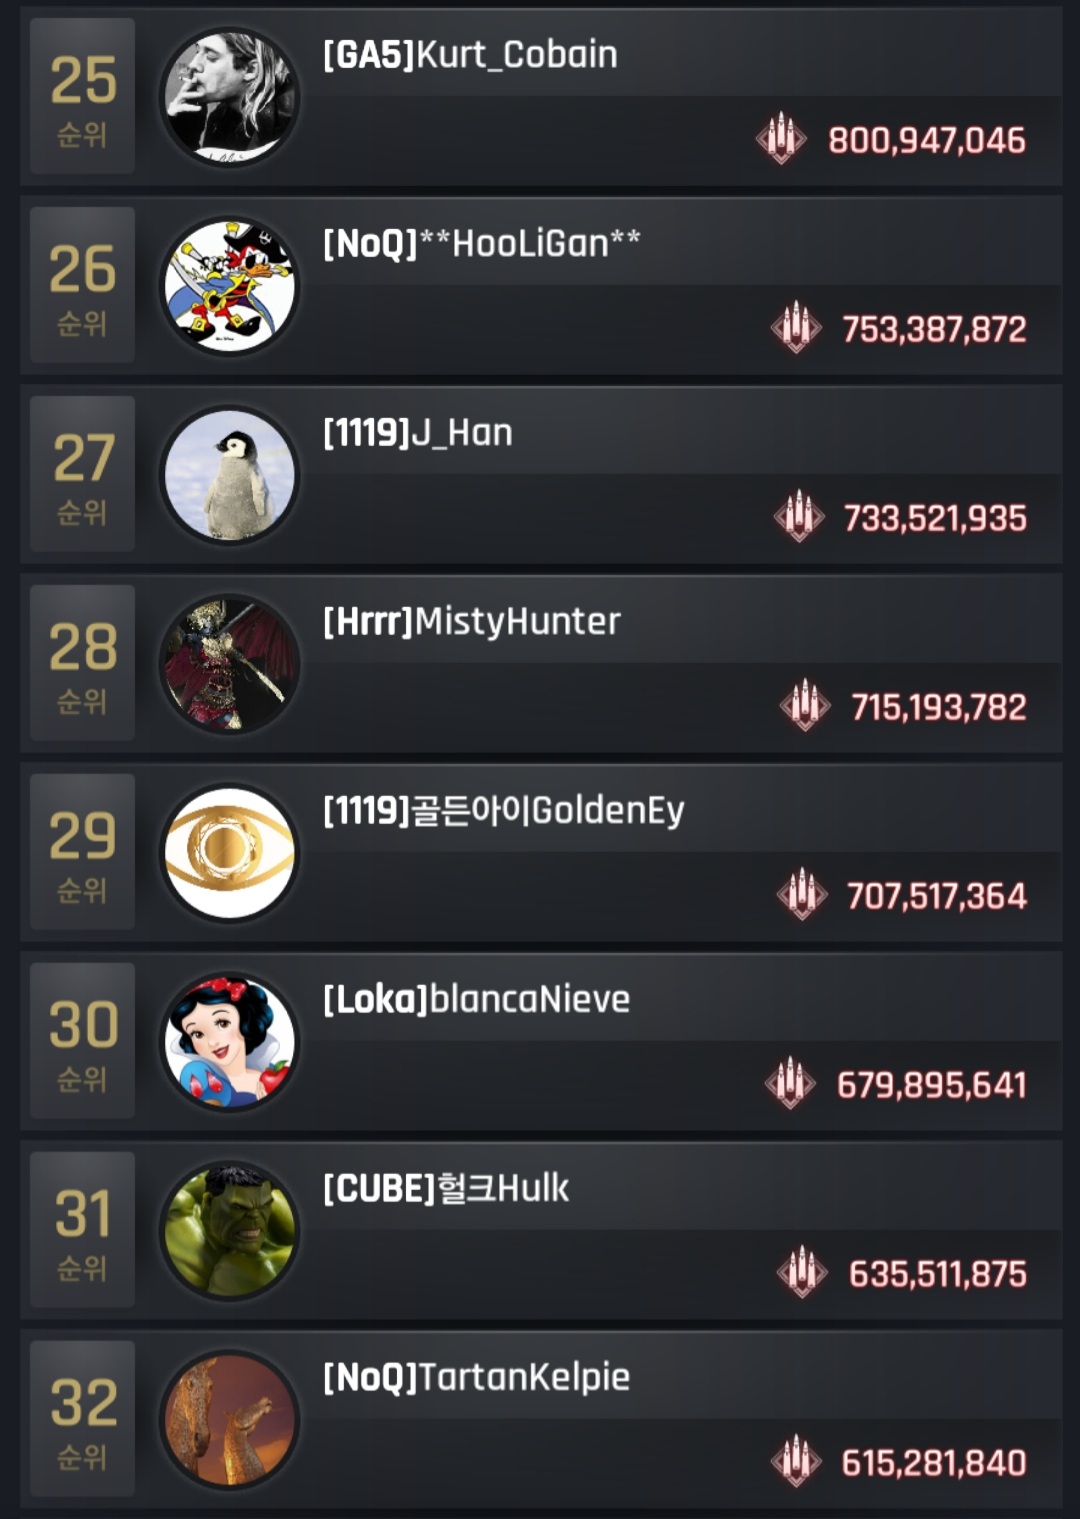 25
순위
[GA5]Kurt_Cobain
800,947,046
26
순위
[NoQ]**HooLiGan**
753,387,872
27
순위
[1119]J_Han
733,521,935
28
순위
[Hrrr]MistyHunter
715,193,782
29
순위
[1119]골든아이GoldenEy
707,517,364
30
순위
[Loka]blancaNieve
679,895,641
31
순위
[CUBE]헐크Hulk
635,511,875
32
순위
[NoQ]TartanKelpie
615,281,840